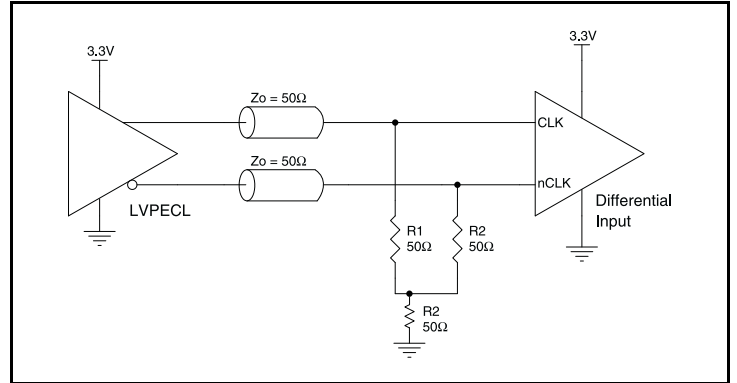 3.3V
3.3V
Zo = 50Ω
CLK
Zo = 50Ω
nCLK
LVPECL
Differential
Input
R1
50Ω
R2
50Ω
R2
50Ω